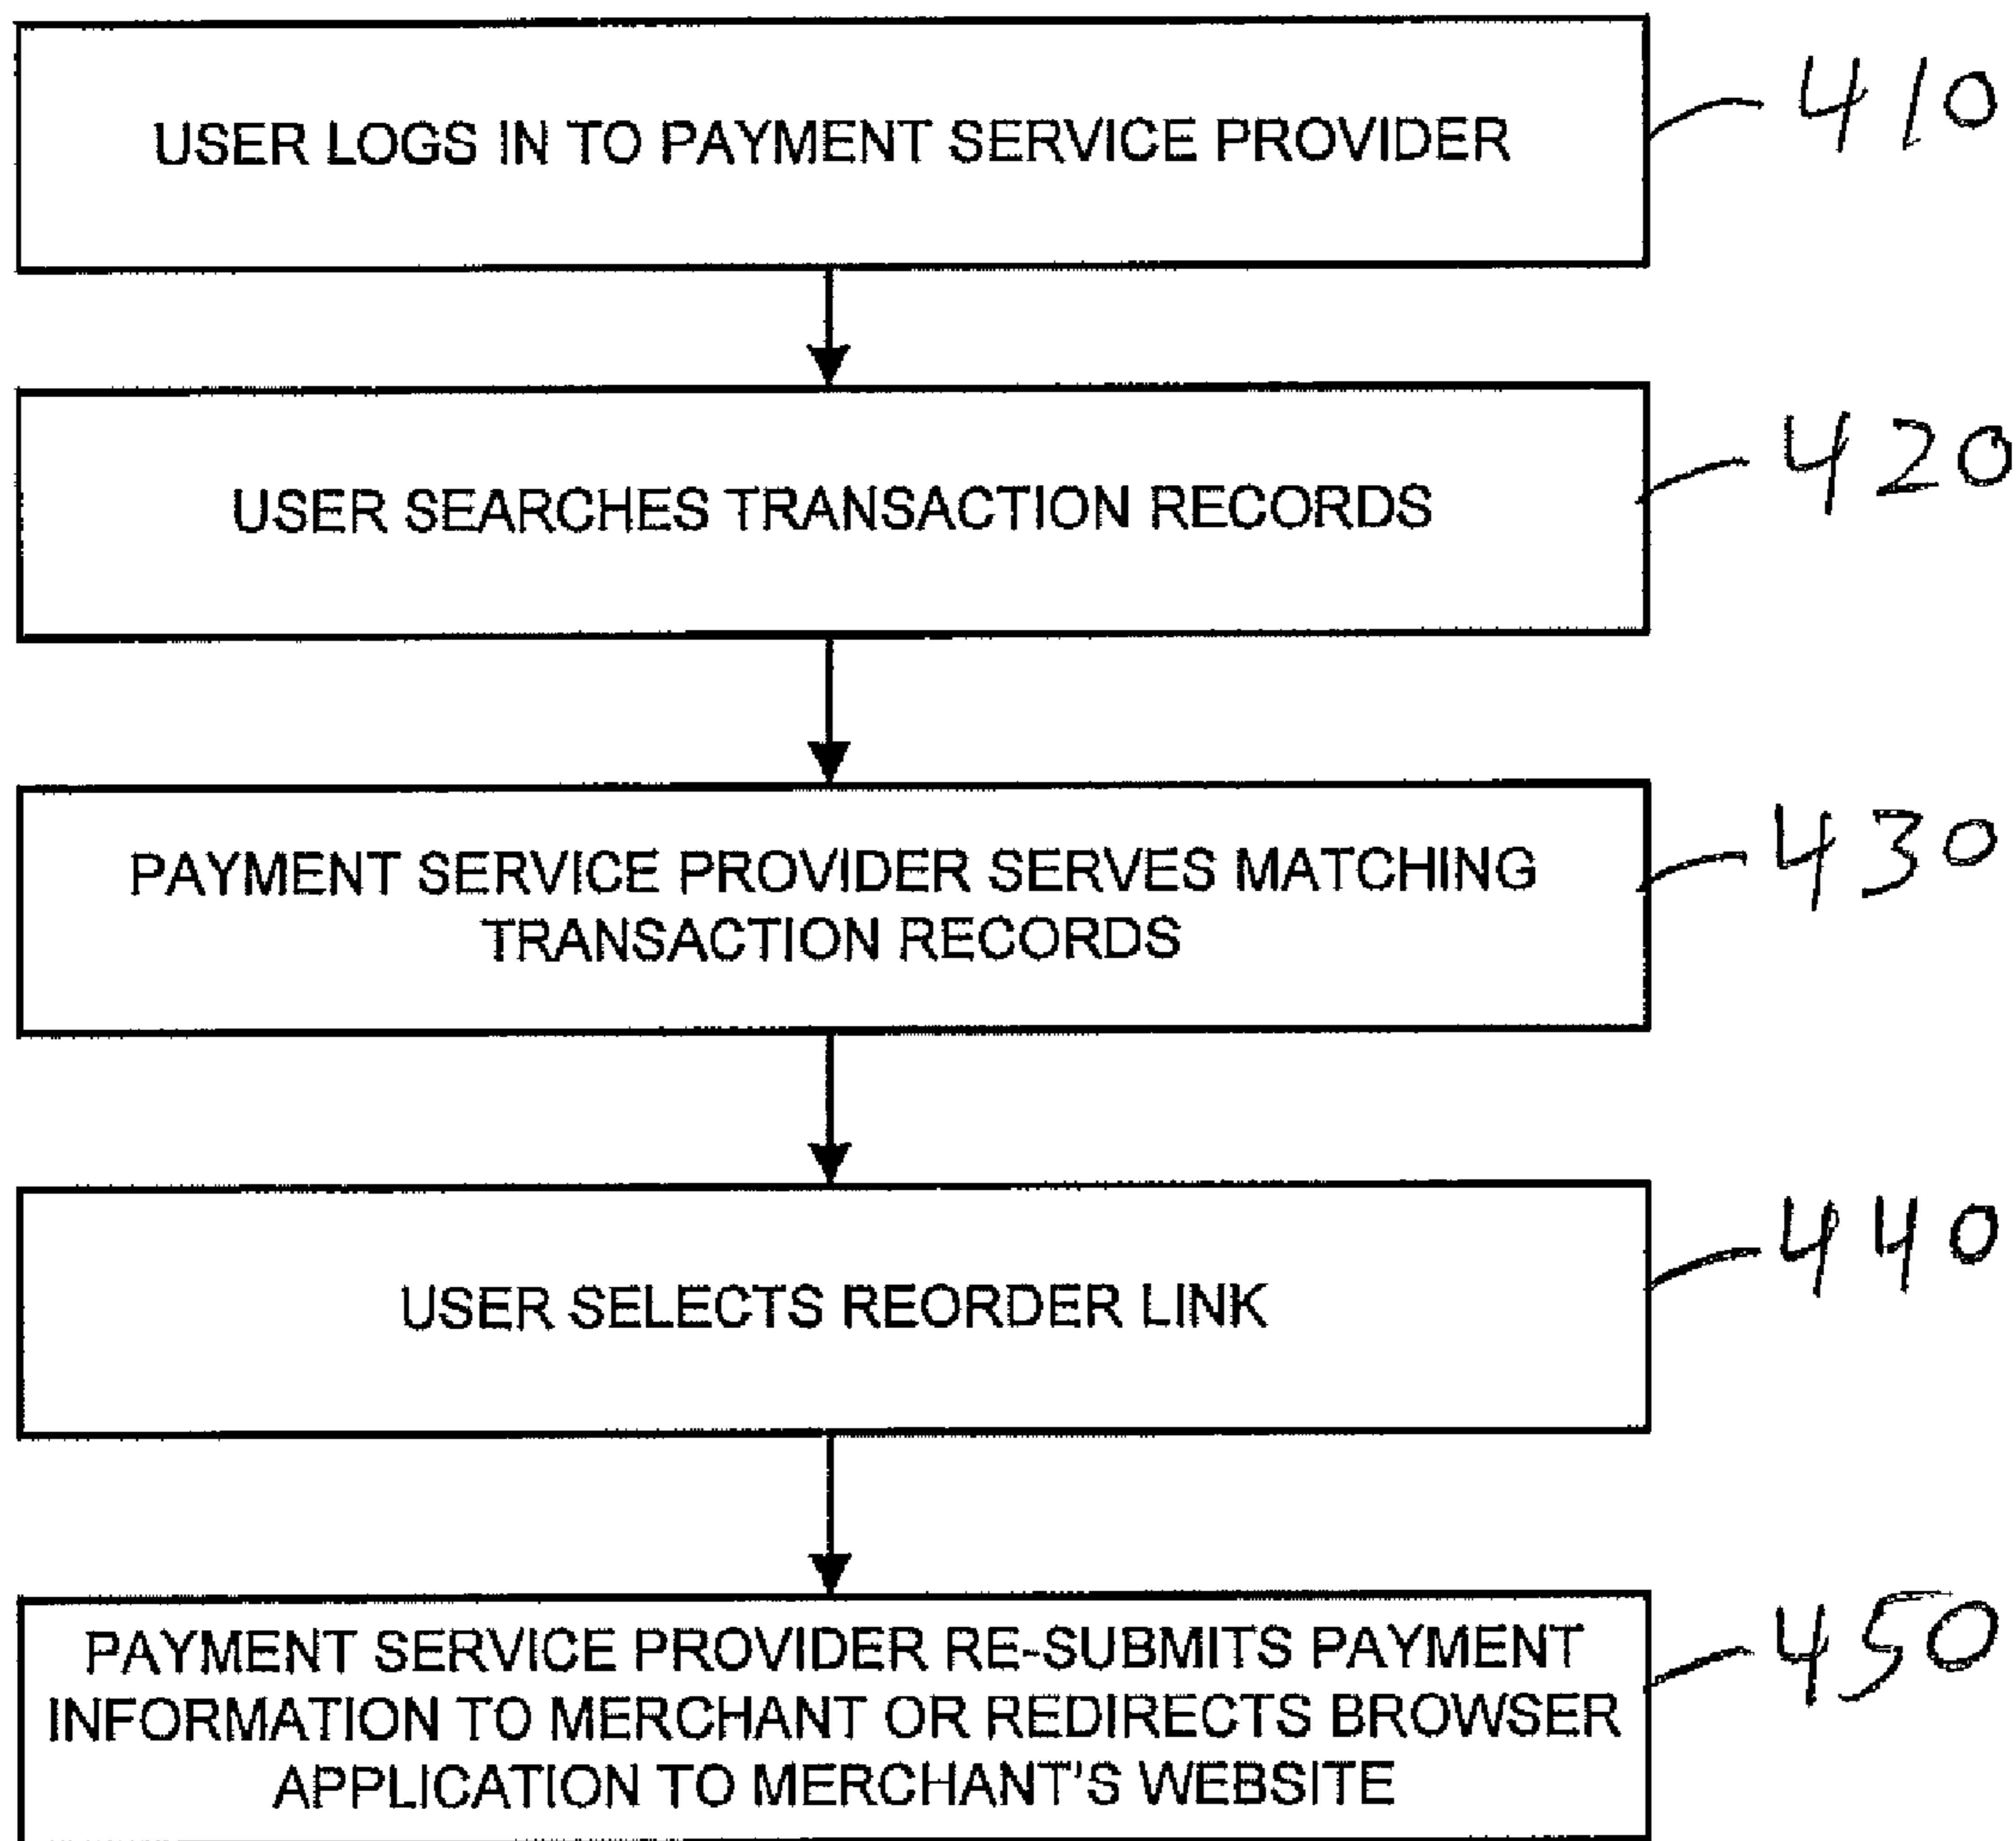 USER LOGS IN TO PAYMENT SERVICE PROVIDER
410
USER SEARCHES TRANSACTION RECORDS
420
PAYMENT SERVICE PROVIDER SERVES MATCHING
TRANSACTION RECORDS
430
USER SELECTS REORDER LINK
440
PAYMENT SERVICE PROVIDER RE-SUBMITS PAYMENT
INFORMATION TO MERCHANT OR REDIRECTS BROWSER
APPLICATION TO MERCHANT'S WEBSITE
450